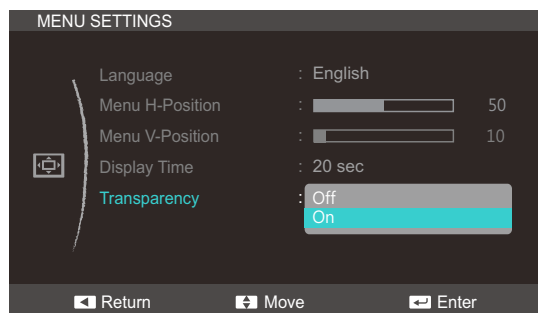 MENU SETTINGS
Language : English
Menu H-Position : 50
Menu V-Position : 10
Display Time : 20 sec
Transparency : Off
On
Return Move Enter